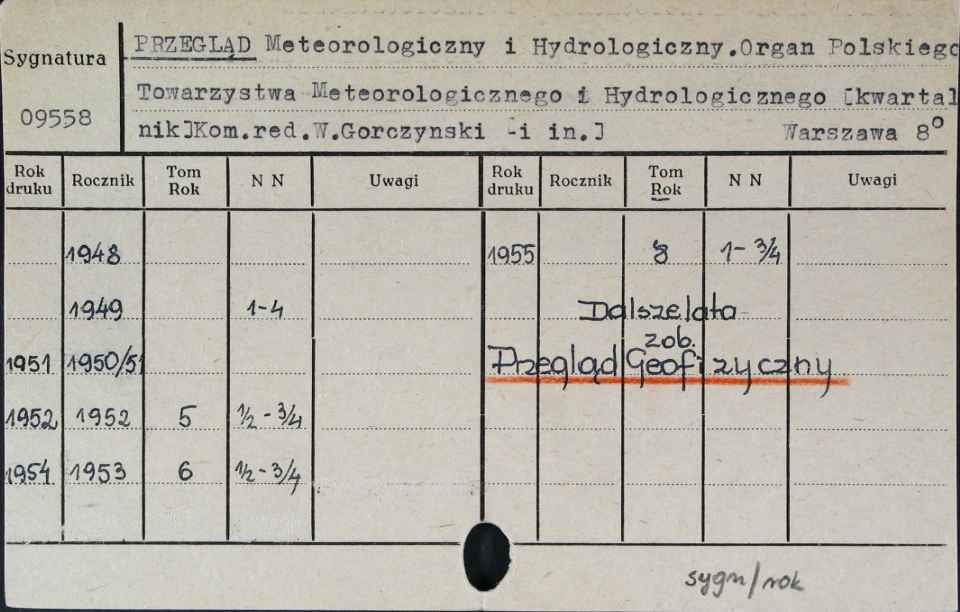 PRZEGLĄD Meteorologiczny i Hydrologiczny.Organ Polskiego
Sygnatura
Towarzystwa Meteorologicznego i Hydrologicznego [kwartal
09558
nik]Kom.red.W.Gorczynski -i in.] Warszawa 8°
Rok druku Rocznik Tom Rok N N Uwagi Rok druku Rocznik Tom Rok N N Uwagi
1948 1955 8 1- 3/4
1949 1-4 Dalsze lata
zob.
1951 1950/51 Przegląd Geofizyczny
1952 1952 5 1/2 - 3/4
1954 1953 6 1/2 - 3/4
sygn/rok